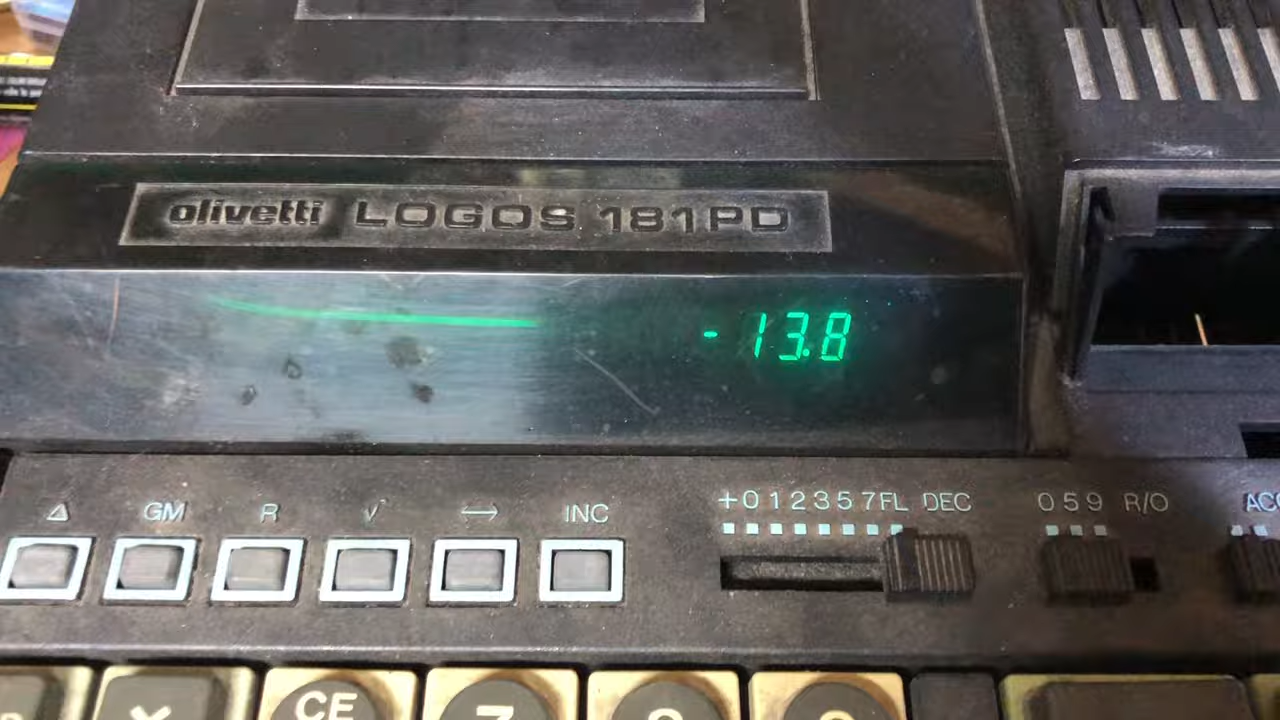 olivetti LOGOS 181PD
- 13.8
Δ GM R √ ↔ INC
+0 1 2 3 5 7 FL DEC
0 5 9 R/O
CE